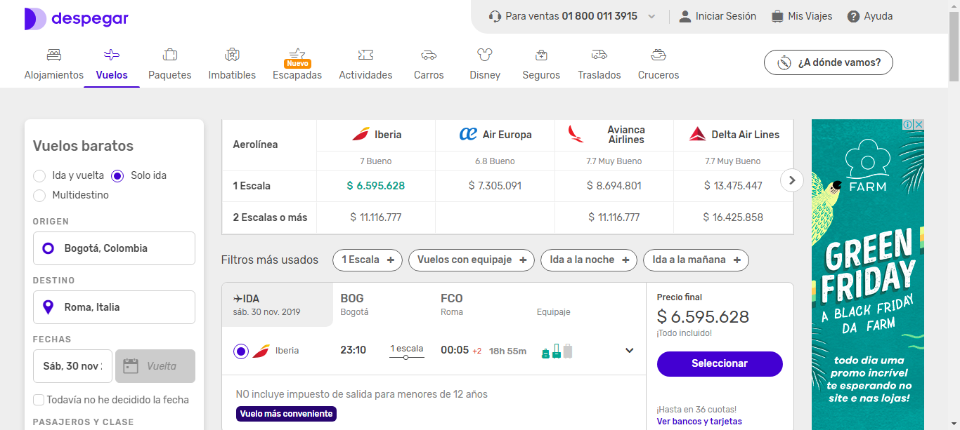 despegar
Para ventas 01 800 011 3915
Iniciar Sesión
Mis Viajes
Ayuda
Alojamientos
Vuelos
Paquetes
Imbatibles
Nuevo
Escapadas
Actividades
Carros
Disney
Seguros
Traslados
Cruceros
¿A dónde vamos?
Vuelos baratos
Ida y vuelta
Solo ida
Multidestino
ORIGEN
Bogotá, Colombia
DESTINO
Roma, Italia
FECHAS
Sáb, 30 nov
Vuelta
Todavía no he decidido la fecha
PASAJEROS Y CLASE
Aerolínea
Iberia
Air Europa
Avianca
Airlines
Delta Air Lines
7 Bueno
6.8 Bueno
7.7 Muy Bueno
7.7 Muy Bueno
1 Escala
$ 6.595.628
$ 7.305.091
$ 8.694.801
$ 13.475.447
2 Escalas o más
$ 11.116.777
$ 11.116.777
$ 16.425.858
Filtros más usados
1 Escala +
Vuelos con equipaje +
Ida a la noche +
Ida a la mañana +
IDA
sáb. 30 nov. 2019
BOG
Bogotá
FCO
Roma
Equipaje
Iberia
23:10
1 escala
00:05 +2
18h 55m
NO incluye impuesto de salida para menores de 12 años
Vuelo más conveniente
Precio final
$ 6.595.628
¡Todo incluido!
Seleccionar
¡Hasta en 36 cuotas!
Ver bancos y tarjetas
FARM
GREEN
FRIDAY
A BLACK FRIDAY
DA FARM
todo dia uma
promo incrível
te esperando no
site e nas lojas!